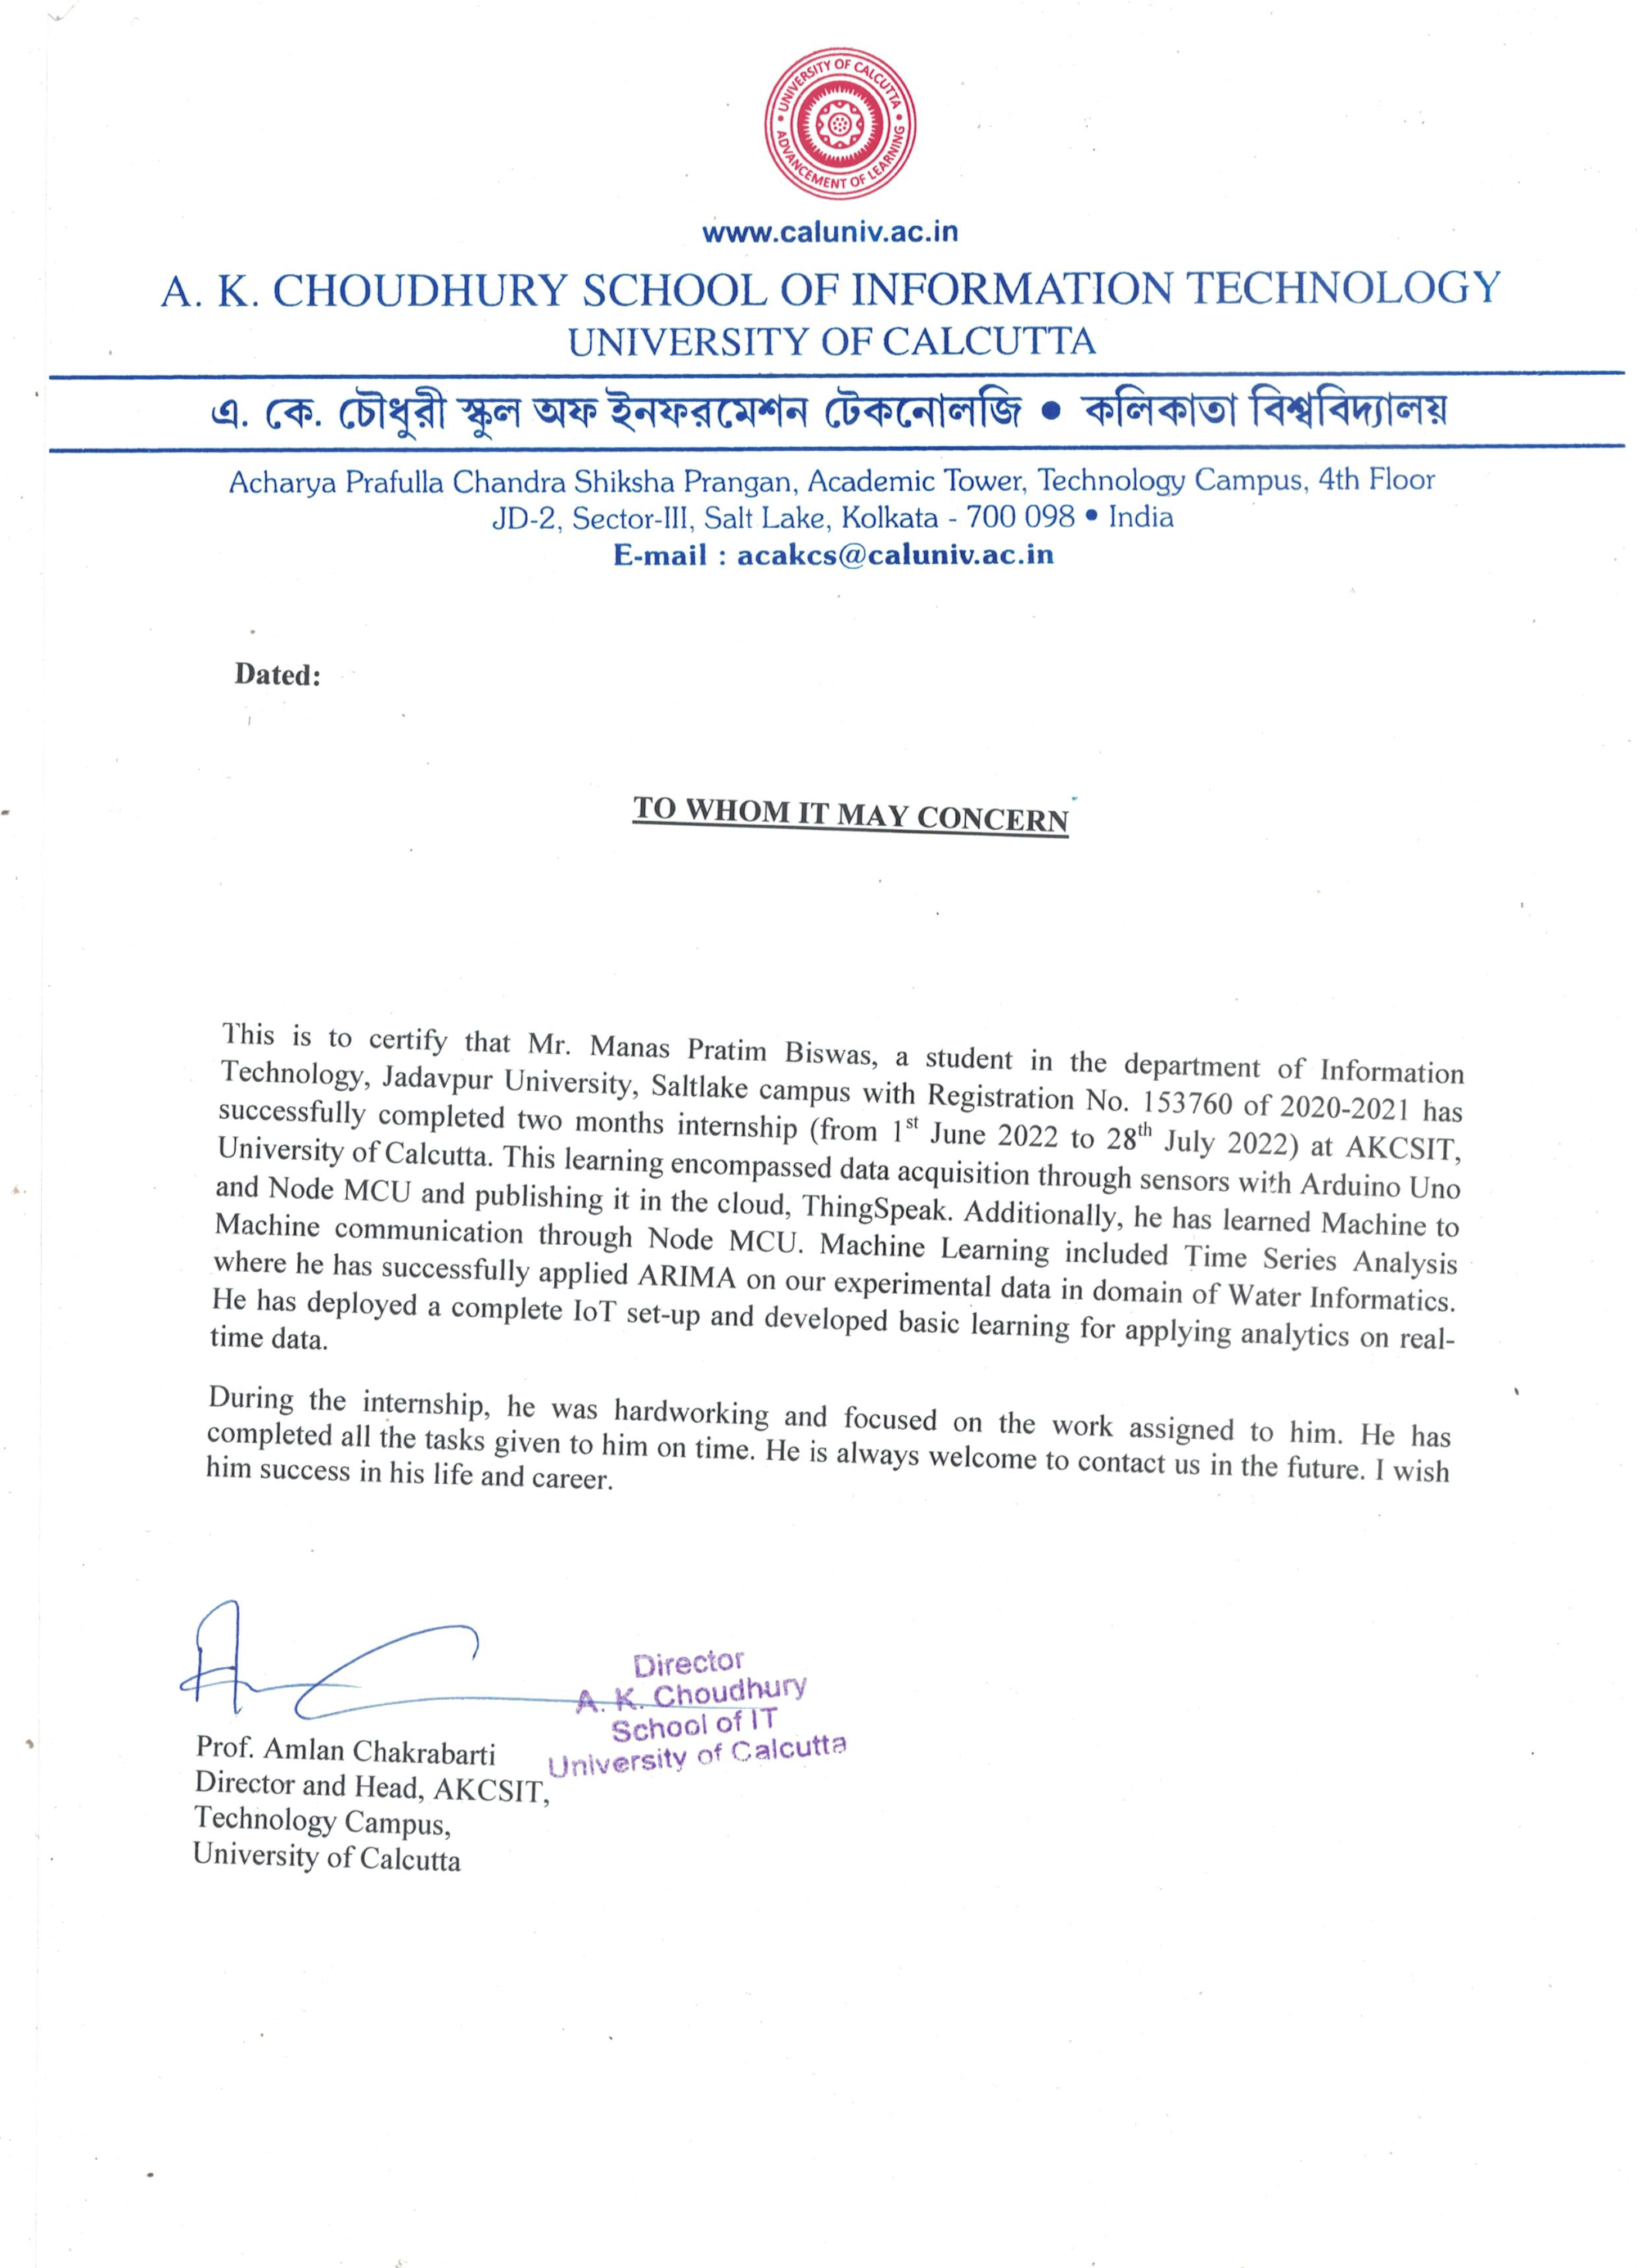 UNIVERSITY OF CALCUTTA
ADVANCEMENT OF LEARNING
www.caluniv.ac.in
A. K. CHOUDHURY SCHOOL OF INFORMATION TECHNOLOGY
UNIVERSITY OF CALCUTTA
এ. কে. চৌধুরী স্কুল অফ ইনফরমেশন টেকনোলজি • কলিকাতা বিশ্ববিদ্যালয়
Acharya Prafulla Chandra Shiksha Prangan, Academic Tower, Technology Campus, 4th Floor
JD-2, Sector-III, Salt Lake, Kolkata - 700 098 • India
E-mail : acakcs@caluniv.ac.in
Dated:
TO WHOM IT MAY CONCERN
This is to certify that Mr. Manas Pratim Biswas, a student in the department of Information
Technology, Jadavpur University, Saltlake campus with Registration No. 153760 of 2020-2021 has
successfully completed two months internship (from 1st June 2022 to 28th July 2022) at AKCSIT,
University of Calcutta. This learning encompassed data acquisition through sensors with Arduino Uno
and Node MCU and publishing it in the cloud, ThingSpeak. Additionally, he has learned Machine to
Machine communication through Node MCU. Machine Learning included Time Series Analysis
where he has successfully applied ARIMA on our experimental data in domain of Water Informatics.
He has deployed a complete IoT set-up and developed basic learning for applying analytics on real-
time data.
During the internship, he was hardworking and focused on the work assigned to him. He has
completed all the tasks given to him on time. He is always welcome to contact us in the future. I wish
him success in his life and career.
Director
A. K. Choudhury
School of IT
University of Calcutta
Prof. Amlan Chakrabarti
Director and Head, AKCSIT,
Technology Campus,
University of Calcutta